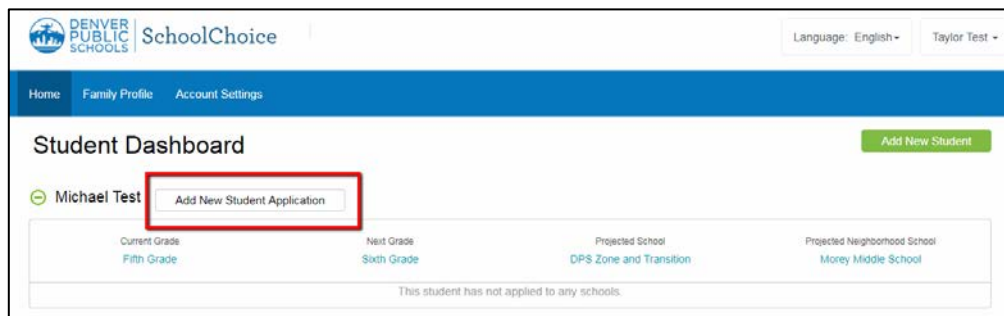 DENVER
PUBLIC
SCHOOLS
SchoolChoice
Language: English
Taylor Test
Home Family Profile Account Settings
Student Dashboard
Add New Student
Michael Test
Add New Student Application
Current Grade Next Grade Projected School Projected Neighborhood School
Fifth Grade Sixth Grade DPS Zone and Transition Morey Middle School
This student has not applied to any schools.